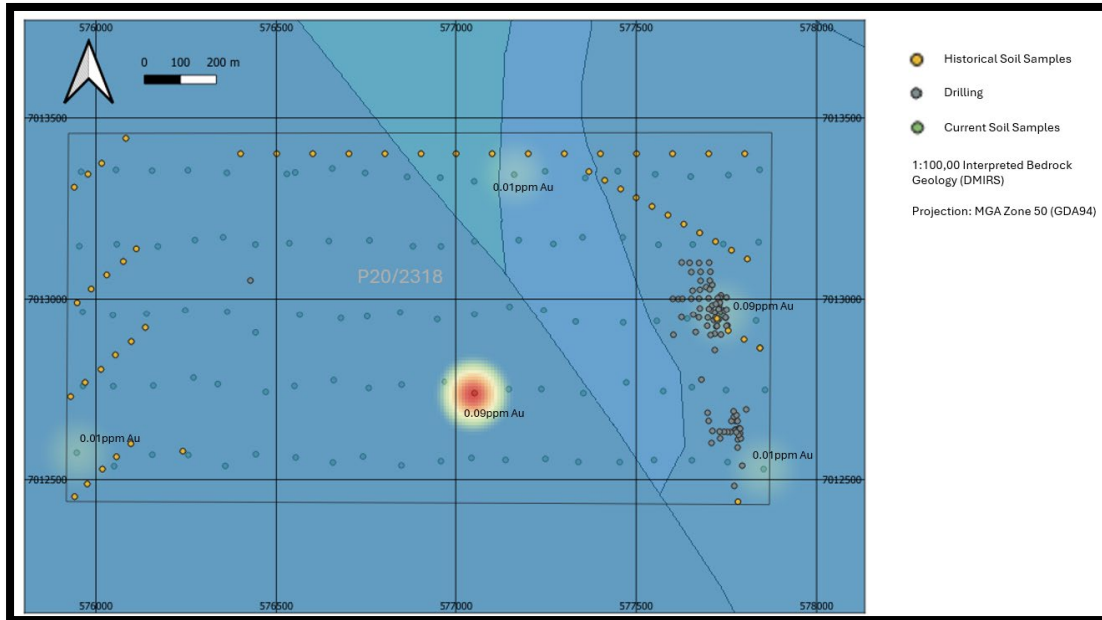 576000 576500 577000 577500 578000
0 100 200 m
Historical Soil Samples
Drilling
7013500 7013500
Current Soil Samples
1:100,00 Interpreted Bedrock
Geology (DMIRS)
0.01ppm Au
Projection: MGA Zone 50 (GDA94)
P20/2318
7013000 7013000
0.09ppm Au
0.09ppm Au
0.01ppm Au
0.01ppm Au
7012500 7012500
576000 576500 577000 577500 578000